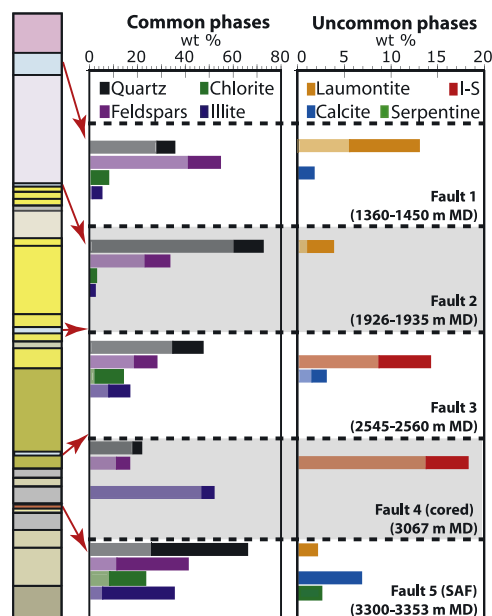 Common phases
wt %
0 20 40 60 80
Quartz Chlorite
Feldspars Illite
Uncommon phases
wt %
0 5 10 15 20
Laumontite I-S
Calcite Serpentine
Fault 1
(1360-1450 m MD)
Fault 2
(1926-1935 m MD)
Fault 3
(2545-2560 m MD)
Fault 4 (cored)
(3067 m MD)
Fault 5 (SAF)
(3300-3353 m MD)